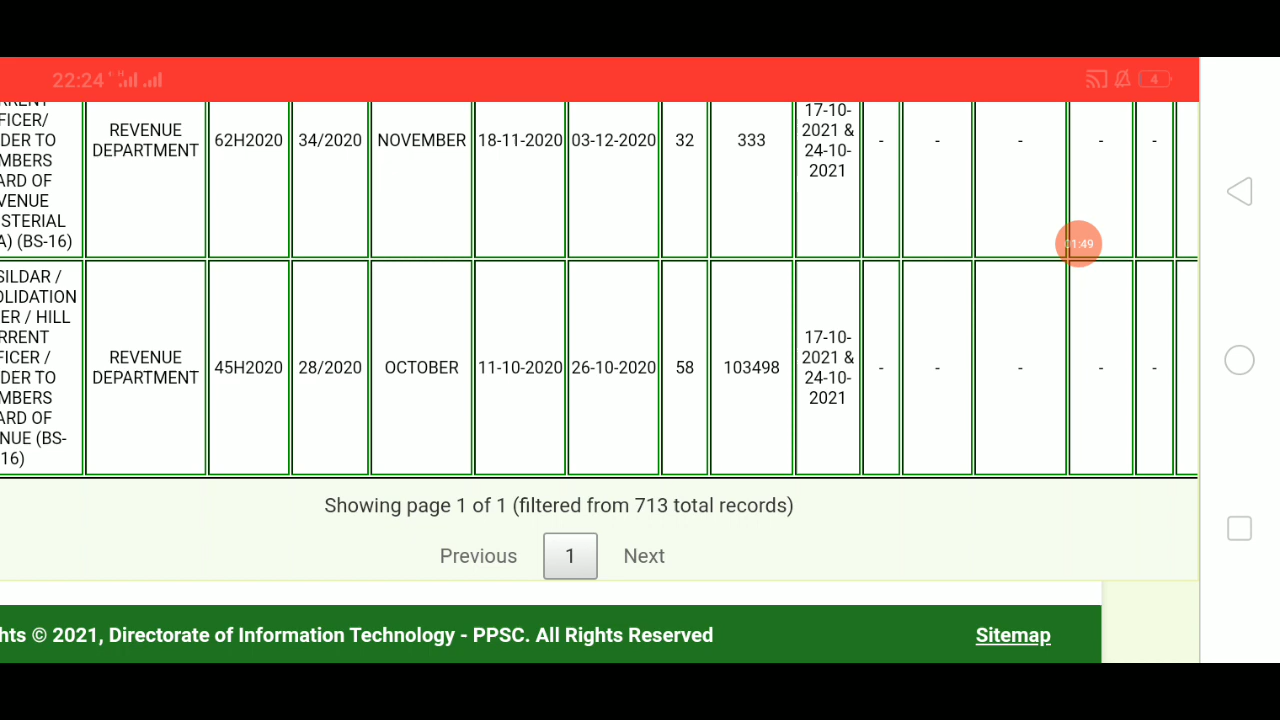 22:24
4
FICER/
DER TO
MBERS
ARD OF
VENUE
STERIAL
A) (BS-16)
REVENUE
DEPARTMENT
62H2020
34/2020
NOVEMBER
18-11-2020
03-12-2020
32
333
17-10-
2021 &
24-10-
2021
-
-
-
-
-
01:49
SILDAR /
OLIDATION
ER / HILL
RRENT
FICER /
DER TO
MBERS
ARD OF
NUE (BS-
16)
REVENUE
DEPARTMENT
45H2020
28/2020
OCTOBER
11-10-2020
26-10-2020
58
103498
17-10-
2021 &
24-10-
2021
-
-
-
-
-
Showing page 1 of 1 (filtered from 713 total records)
Previous 1 Next
hts © 2021, Directorate of Information Technology - PPSC. All Rights Reserved
Sitemap